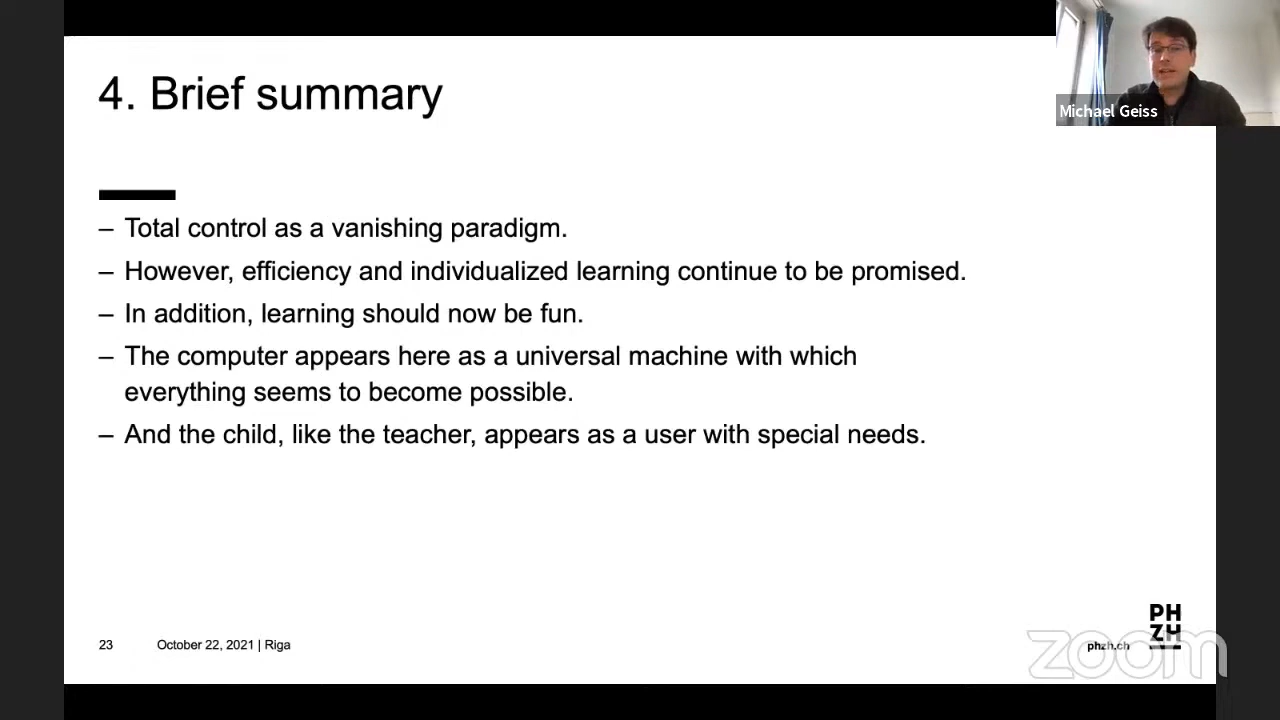 4. Brief summary
Michael Geiss
– Total control as a vanishing paradigm.
– However, efficiency and individualized learning continue to be promised.
– In addition, learning should now be fun.
– The computer appears here as a universal machine with which
everything seems to become possible.
– And the child, like the teacher, appears as a user with special needs.
23 October 22, 2021 | Riga
phzh.ch
PH
ZH
zoom